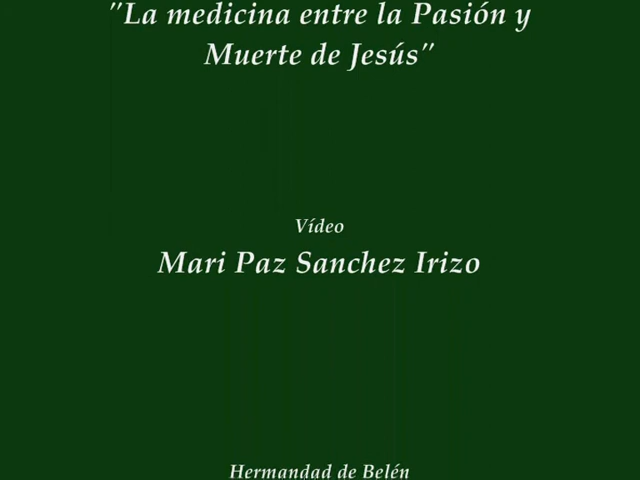 "La medicina entre la Pasión y
Muerte de Jesús"
Vídeo
Mari Paz Sanchez Irizo
Hermandad de Belén